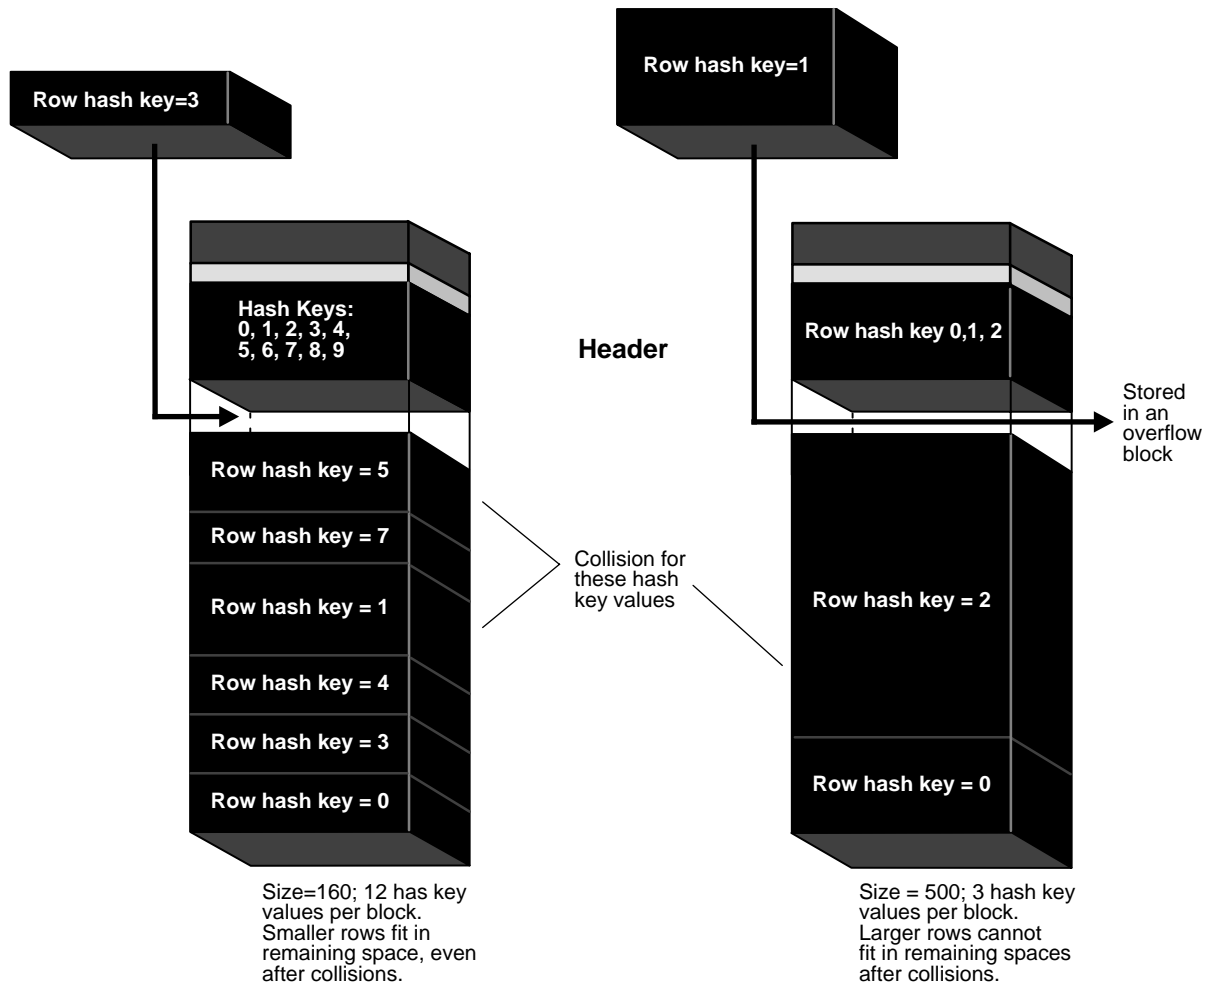 Row hash key=3
Row hash key=1
Hash Keys:
0, 1, 2, 3, 4,
5, 6, 7, 8, 9
Header
Row hash key 0,1, 2
Stored
in an
overflow
block
Row hash key = 5
Row hash key = 7
Row hash key = 1
Row hash key = 4
Row hash key = 3
Row hash key = 0
Collision for
these hash
key values
Row hash key = 2
Row hash key = 0
Size=160; 12 has key
values per block.
Smaller rows fit in
remaining space, even
after collisions.
Size = 500; 3 hash key
values per block.
Larger rows cannot
fit in remaining spaces
after collisions.